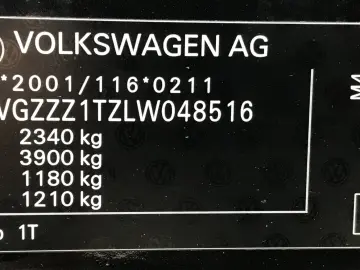 VOLKSWAGEN AG
*2001/116*0211
VGZZZ1TZLW048516
2340 kg
3900 kg
1180 kg
1210 kg
1T